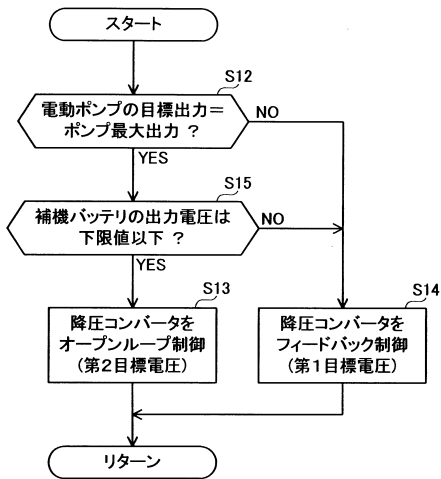 スタート
S12
電動ポンプの目標出力＝
ポンプ最大出力 ?
NO
YES
S15
補機バッテリの出力電圧は
下限値以下 ?
NO
YES
S13
降圧コンバータを
オープンループ制御
(第2目標電圧)
S14
降圧コンバータを
フィードバック制御
(第1目標電圧)
リターン